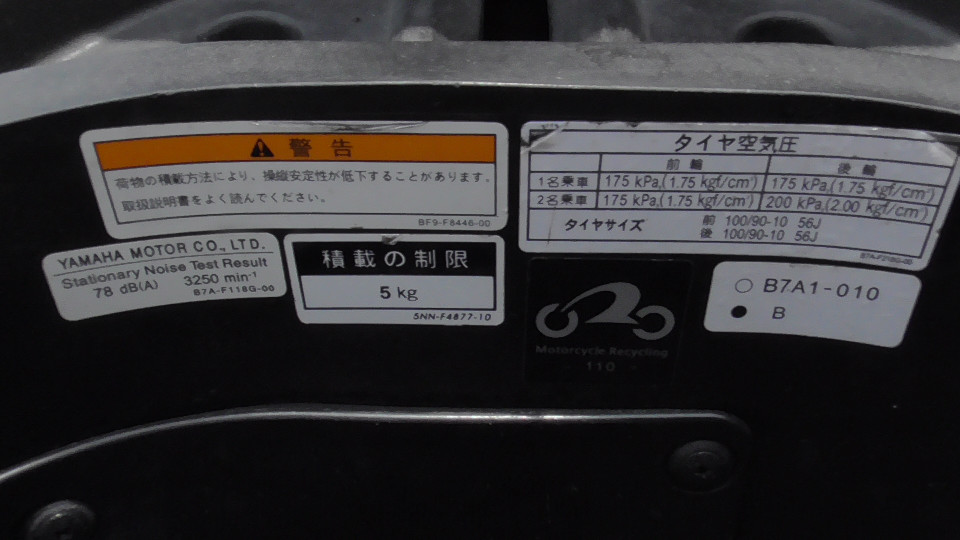 警告
荷物の積載方法により、操縦安定性が低下することがあります。
取扱説明書をよく読んでください。
BF9-F8446-00
タイヤ空気圧
前輪 後輪
1名乗車 175 kPa,(1.75 kgf/cm²) 175 kPa,(1.75 kgf/cm²)
2名乗車 175 kPa,(1.75 kgf/cm²) 200 kPa,(2.00 kgf/cm²)
タイヤサイズ 前 100/90-10 56J
後 100/90-10 56J
YAMAHA MOTOR CO., LTD.
Stationary Noise Test Result
78 dB(A) 3250 min⁻¹
B7A-F118G-00
積載の制限
5 kg
5NN-F4877-10
Motorcycle Recycling
- 110 -
○ B7A1-010
● B